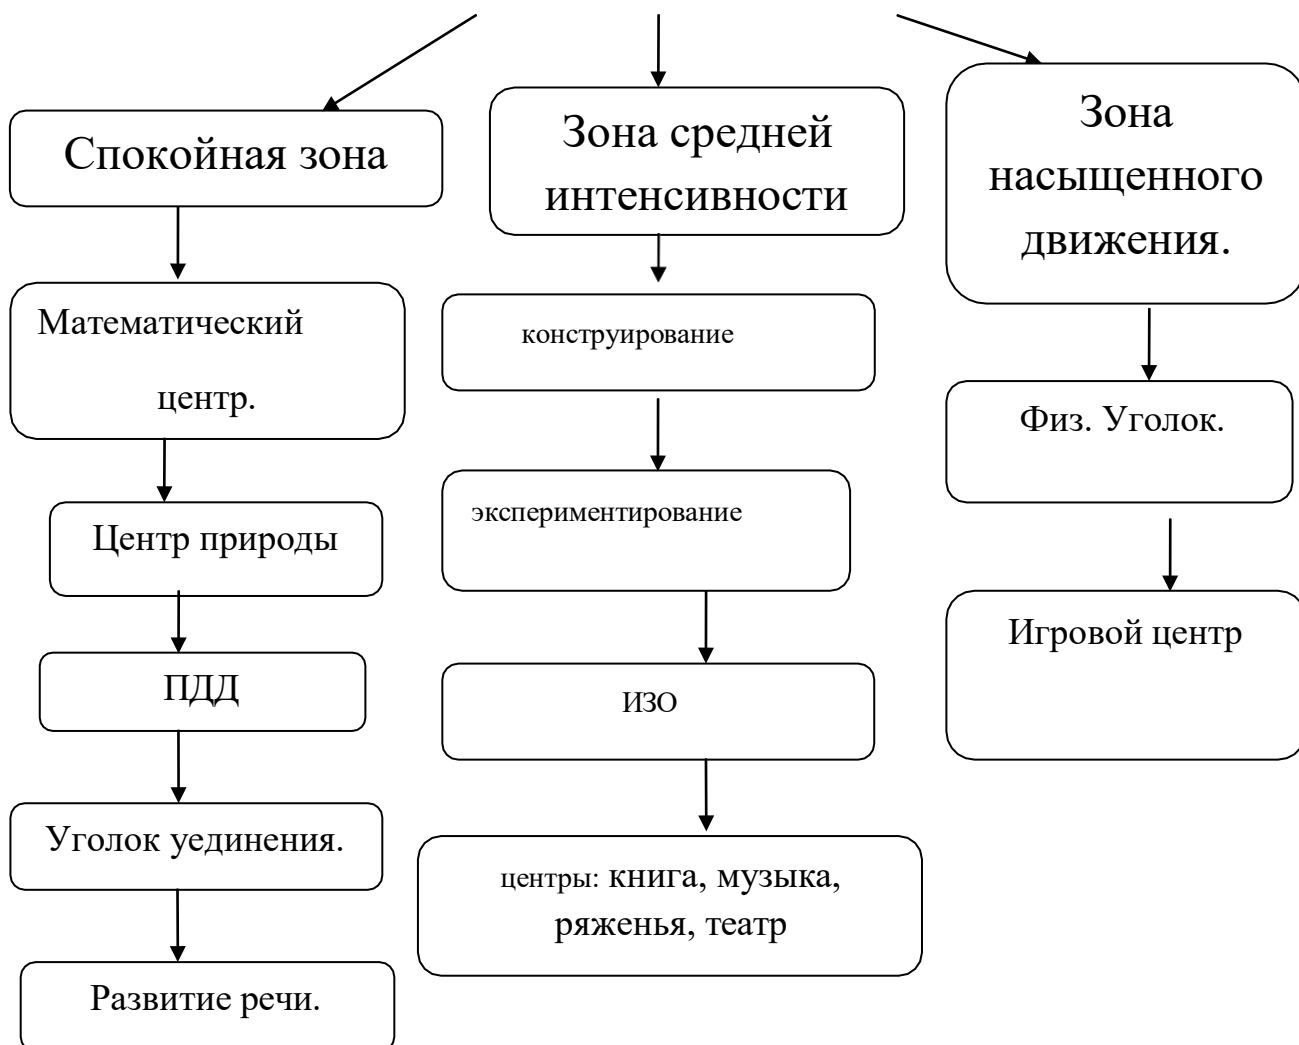 Спокойная зона
Математический
центр.
Центр природы
ПДД
Уголок уединения.
Развитие речи.
Зона средней
интенсивности
конструирование
экспериментирование
ИЗО
центры: книга, музыка,
ряженья, театр
Зона
насыщенного
движения.
Физ. Уголок.
Игровой центр